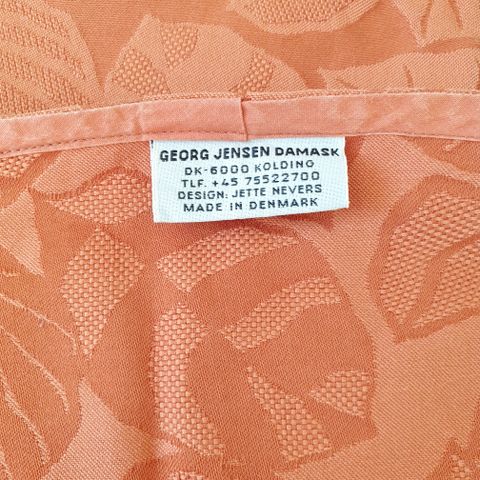 GEORG JENSEN DAMASK
DK-6000 KOLDING
TLF. +45 75522700
DESIGN: JETTE NEVERS
MADE IN DENMARK